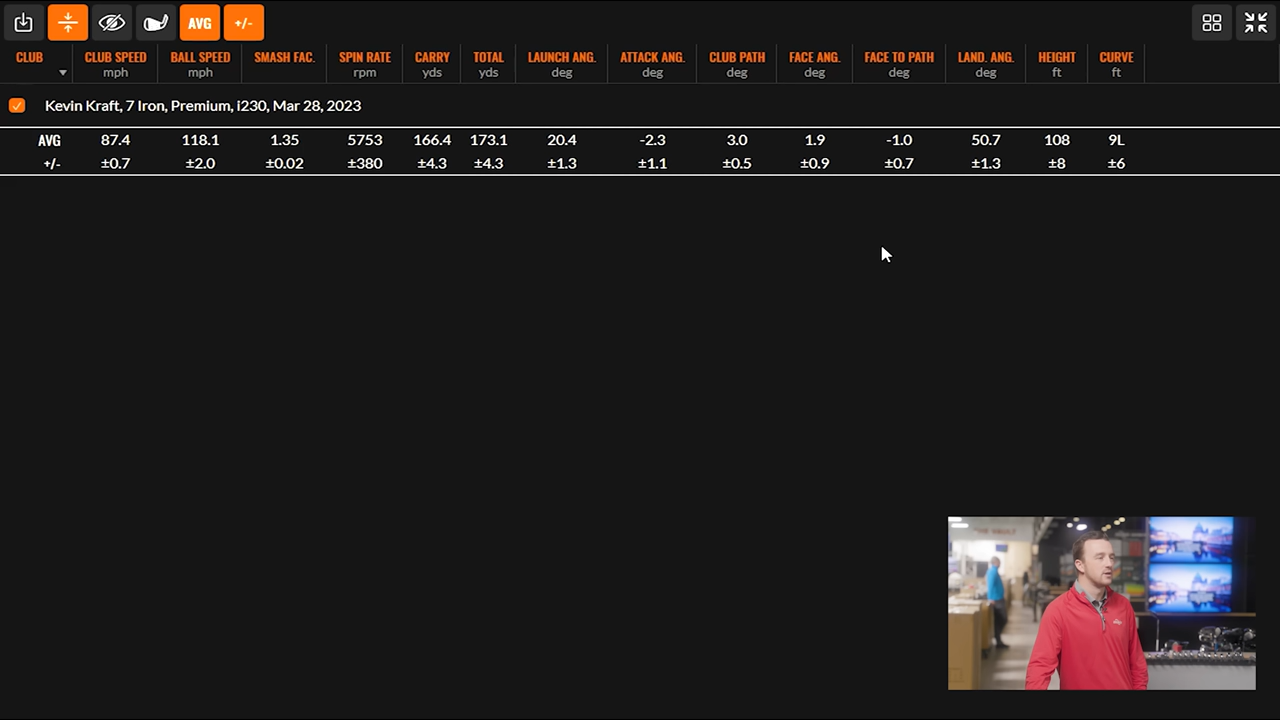 AVG +/-
CLUB CLUB SPEED BALL SPEED SMASH FAC. SPIN RATE CARRY TOTAL LAUNCH ANG. ATTACK ANG. CLUB PATH FACE ANG. FACE TO PATH LAND. ANG. HEIGHT CURVE
mph mph rpm yds yds deg deg deg deg deg deg ft ft
Kevin Kraft, 7 Iron, Premium, i230, Mar 28, 2023
AVG 87.4 118.1 1.35 5753 166.4 173.1 20.4 -2.3 3.0 1.9 -1.0 50.7 108 9L
+/- ±0.7 ±2.0 ±0.02 ±380 ±4.3 ±4.3 ±1.3 ±1.1 ±0.5 ±0.9 ±0.7 ±1.3 ±8 ±6